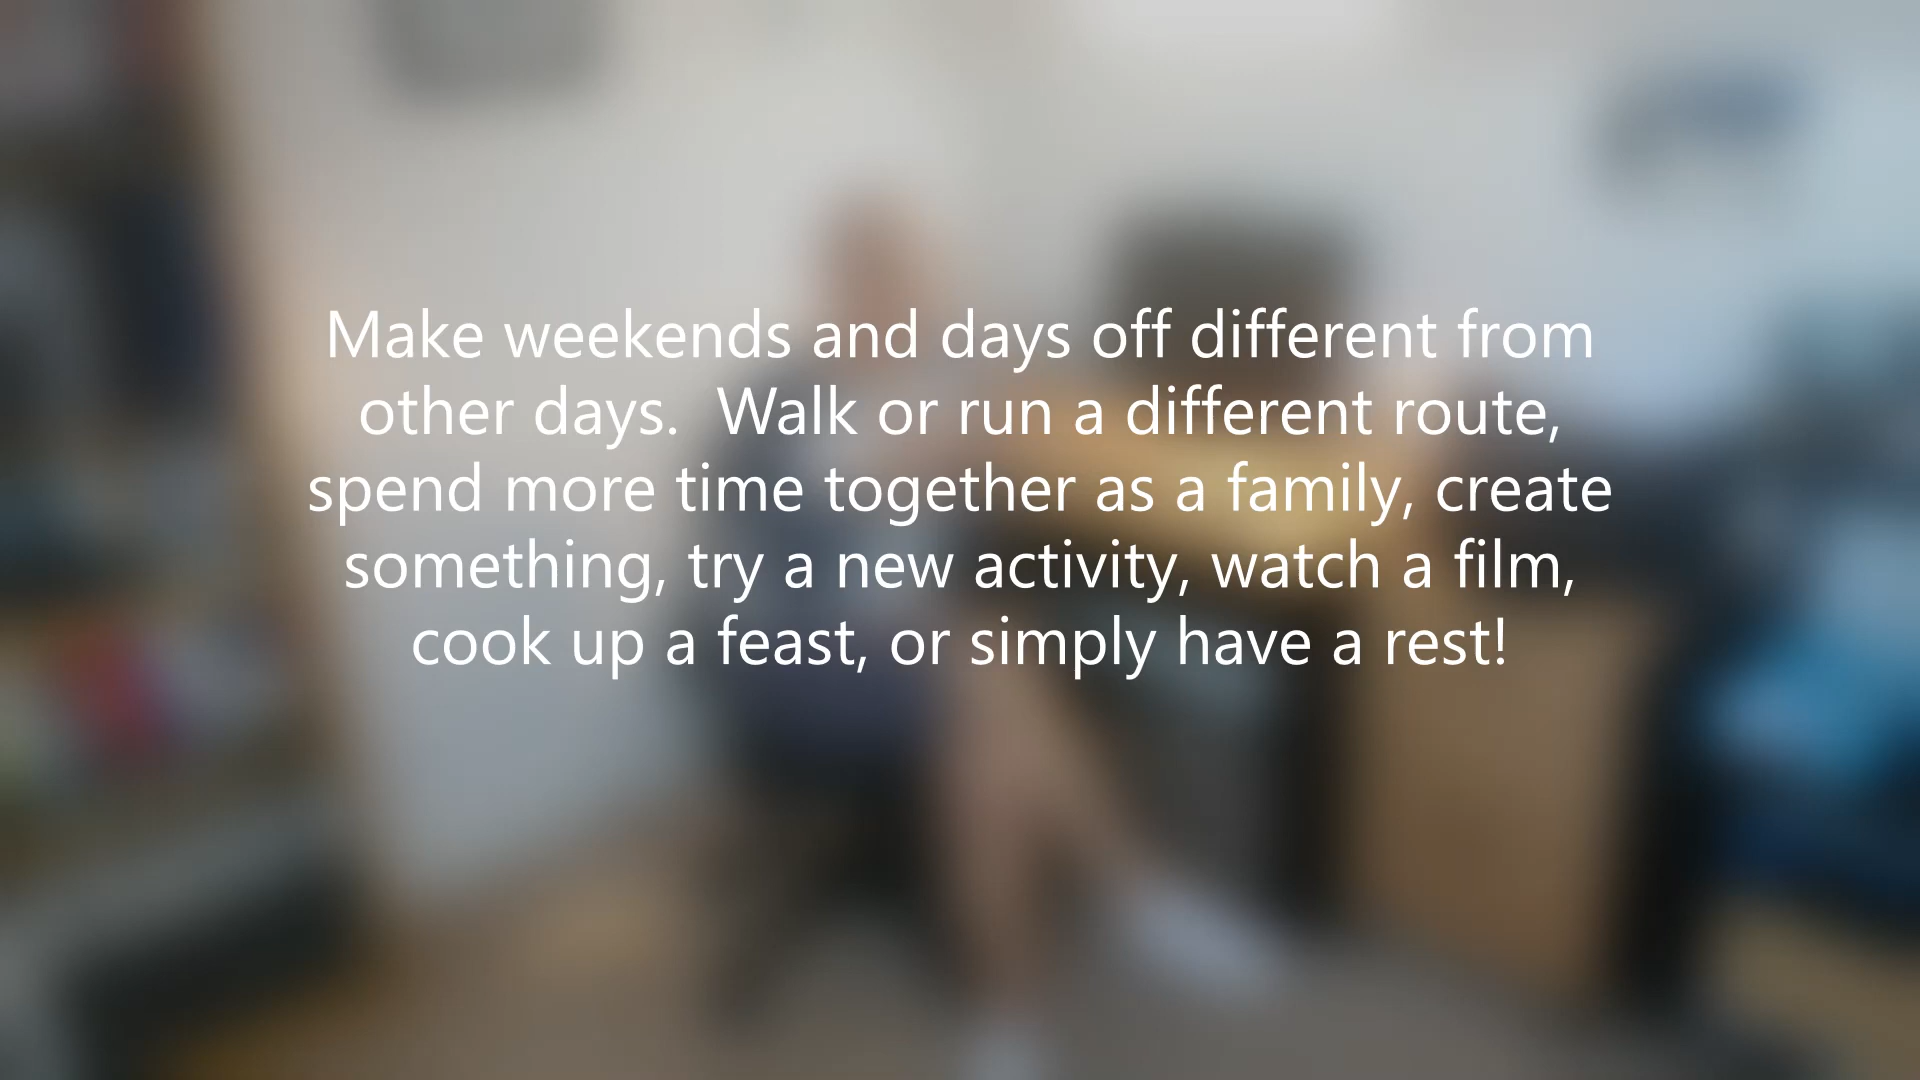 Make weekends and days off different from
other days.  Walk or run a different route,
spend more time together as a family, create
something, try a new activity, watch a film,
cook up a feast, or simply have a rest!